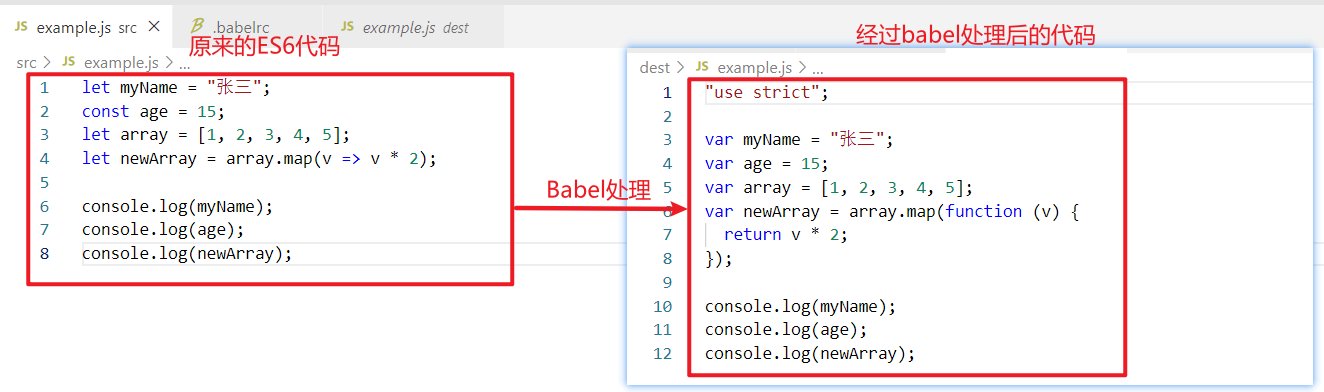 JS example.js src ×
.babelrc
JS example.js dest
原来的ES6代码
src > JS example.js > ...
1 let myName = "张三";
2 const age = 15;
3 let array = [1, 2, 3, 4, 5];
4 let newArray = array.map(v => v * 2);
5
6 console.log(myName);
7 console.log(age);
8 console.log(newArray);
Babel处理
经过babel处理后的代码
dest > JS example.js > ...
1 "use strict";
2
3 var myName = "张三";
4 var age = 15;
5 var array = [1, 2, 3, 4, 5];
6 var newArray = array.map(function (v) {
7 return v * 2;
8 });
9
10 console.log(myName);
11 console.log(age);
12 console.log(newArray);